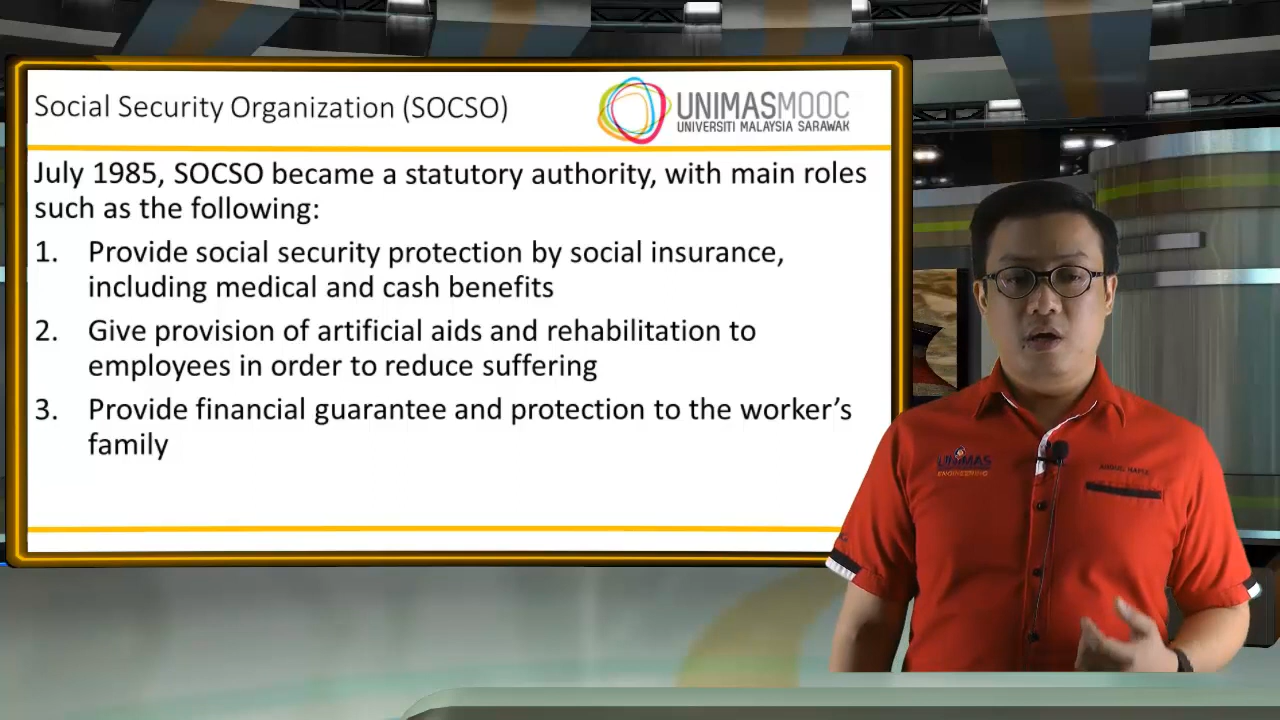 Social Security Organization (SOCSO)
UNIMASMOOC
UNIVERSITI MALAYSIA SARAWAK
July 1985, SOCSO became a statutory authority, with main roles
such as the following:
1. Provide social security protection by social insurance,
including medical and cash benefits
2. Give provision of artificial aids and rehabilitation to
employees in order to reduce suffering
3. Provide financial guarantee and protection to the worker's
family
UNIMAS
ENGINEERING